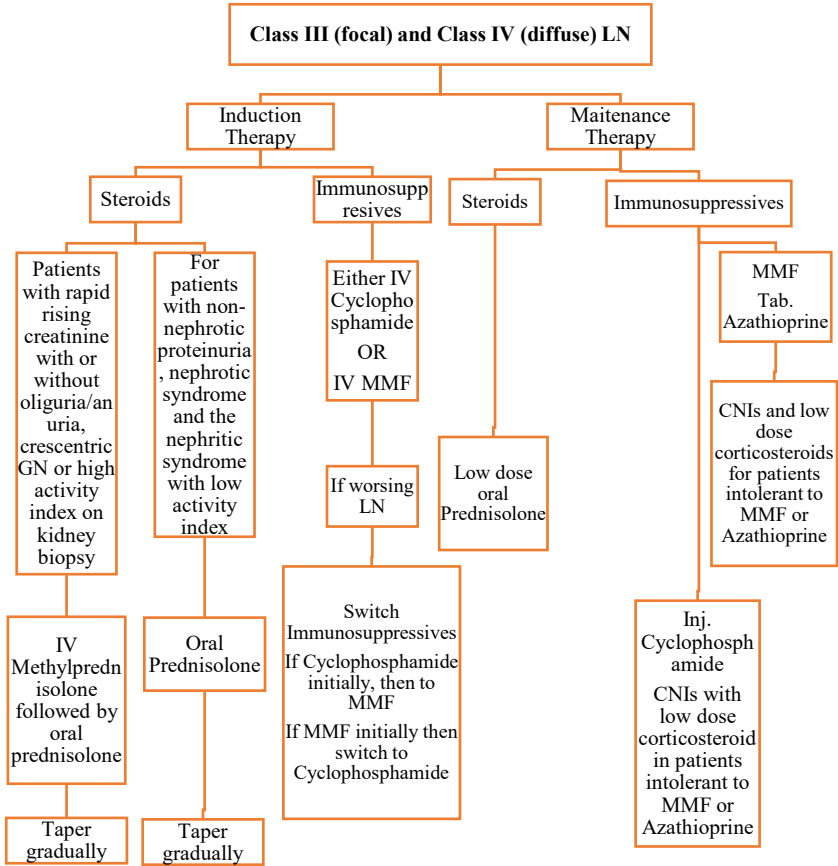 Class III (focal) and Class IV (diffuse) LN
Induction
Therapy
Maitenance
Therapy
Steroids
Immunosupp
resives
Steroids
Immunosuppressives
Patients
with rapid
rising
creatinine
with or
without
oliguria/an
uria,
crescentric
GN or high
activity
index on
kidney
biopsy
For
patients
with non-
nephrotic
proteinuria
, nephrotic
syndrome
and the
nephritic
syndrome
with low
activity
index
Either IV
Cyclopho
sphamide
OR
IV MMF
MMF
Tab.
Azathioprine
If worsing
LN
Low dose
oral
Prednisolone
CNIs and low
dose
corticosteroids
for patients
intolerant to
MMF or
Azathioprine
IV
Methylpredn
isolone
followed by
oral
prednisolone
Oral
Prednisolone
Switch
Immunosuppressives
If Cyclophosphamide
initially, then to
MMF
If MMF initially then
switch to
Cyclophosphamide
Inj.
Cyclophosph
amide
CNIs with
low dose
corticosteroid
in patients
intolerant to
MMF or
Azathioprine
Taper
gradually
Taper
gradually